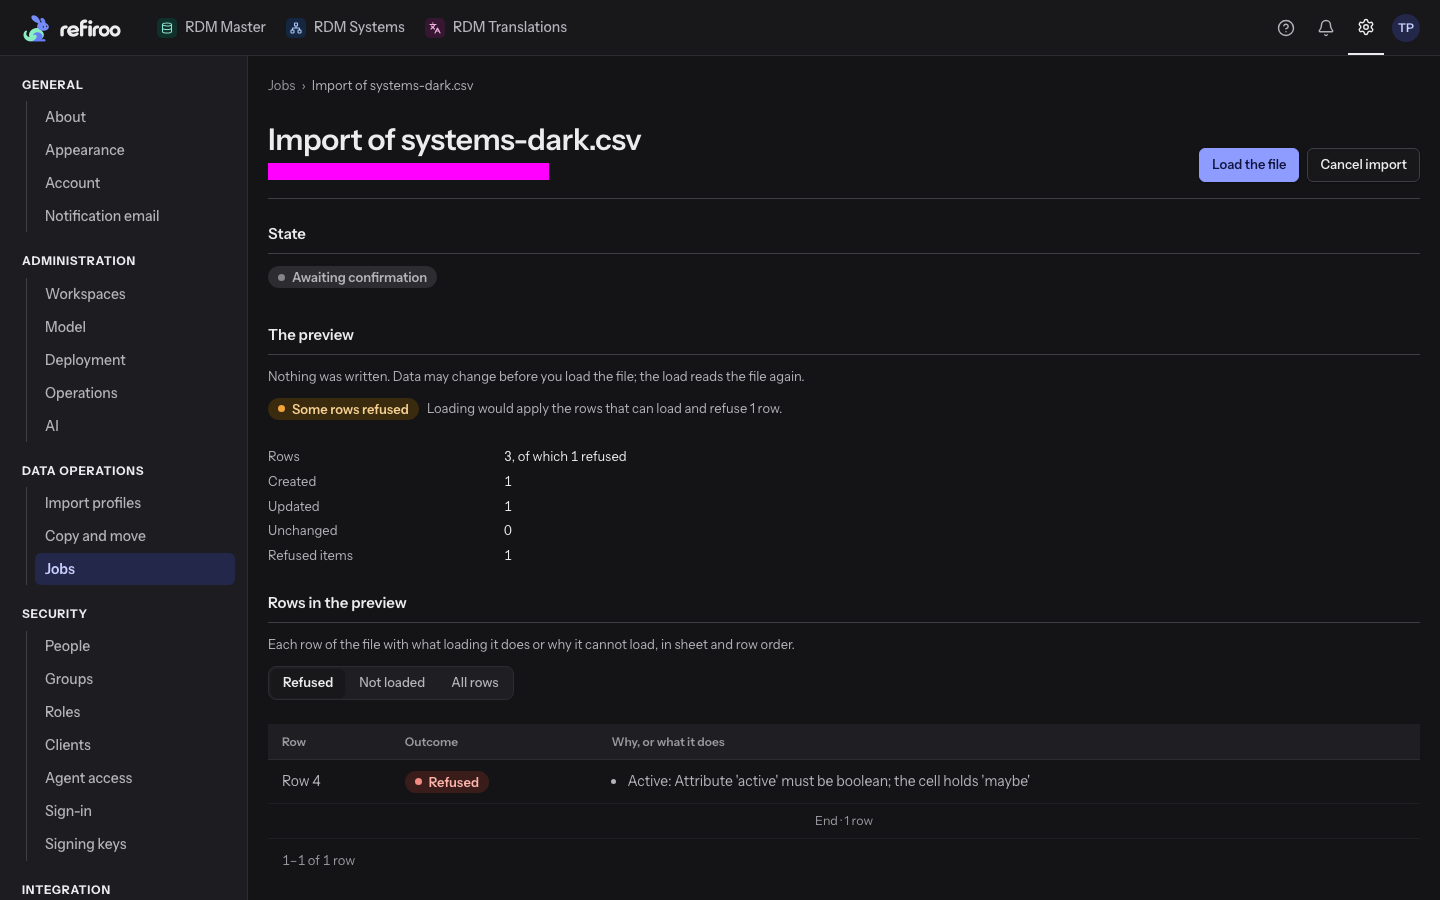 refiroo
RDM Master
RDM Systems
RDM Translations
TP
GENERAL
About
Appearance
Account
Notification email
ADMINISTRATION
Workspaces
Model
Deployment
Operations
AI
DATA OPERATIONS
Import profiles
Copy and move
Jobs
SECURITY
People
Groups
Roles
Clients
Agent access
Sign-in
Signing keys
INTEGRATION
Jobs › Import of systems-dark.csv
Import of systems-dark.csv
Load the file
Cancel import
State
Awaiting confirmation
The preview
Nothing was written. Data may change before you load the file; the load reads the file again.
Some rows refused Loading would apply the rows that can load and refuse 1 row.
Rows 3, of which 1 refused
Created 1
Updated 1
Unchanged 0
Refused items 1
Rows in the preview
Each row of the file with what loading it does or why it cannot load, in sheet and row order.
Refused Not loaded All rows
Row Outcome Why, or what it does
Row 4 Refused • Active: Attribute 'active' must be boolean; the cell holds 'maybe'
End · 1 row
1–1 of 1 row